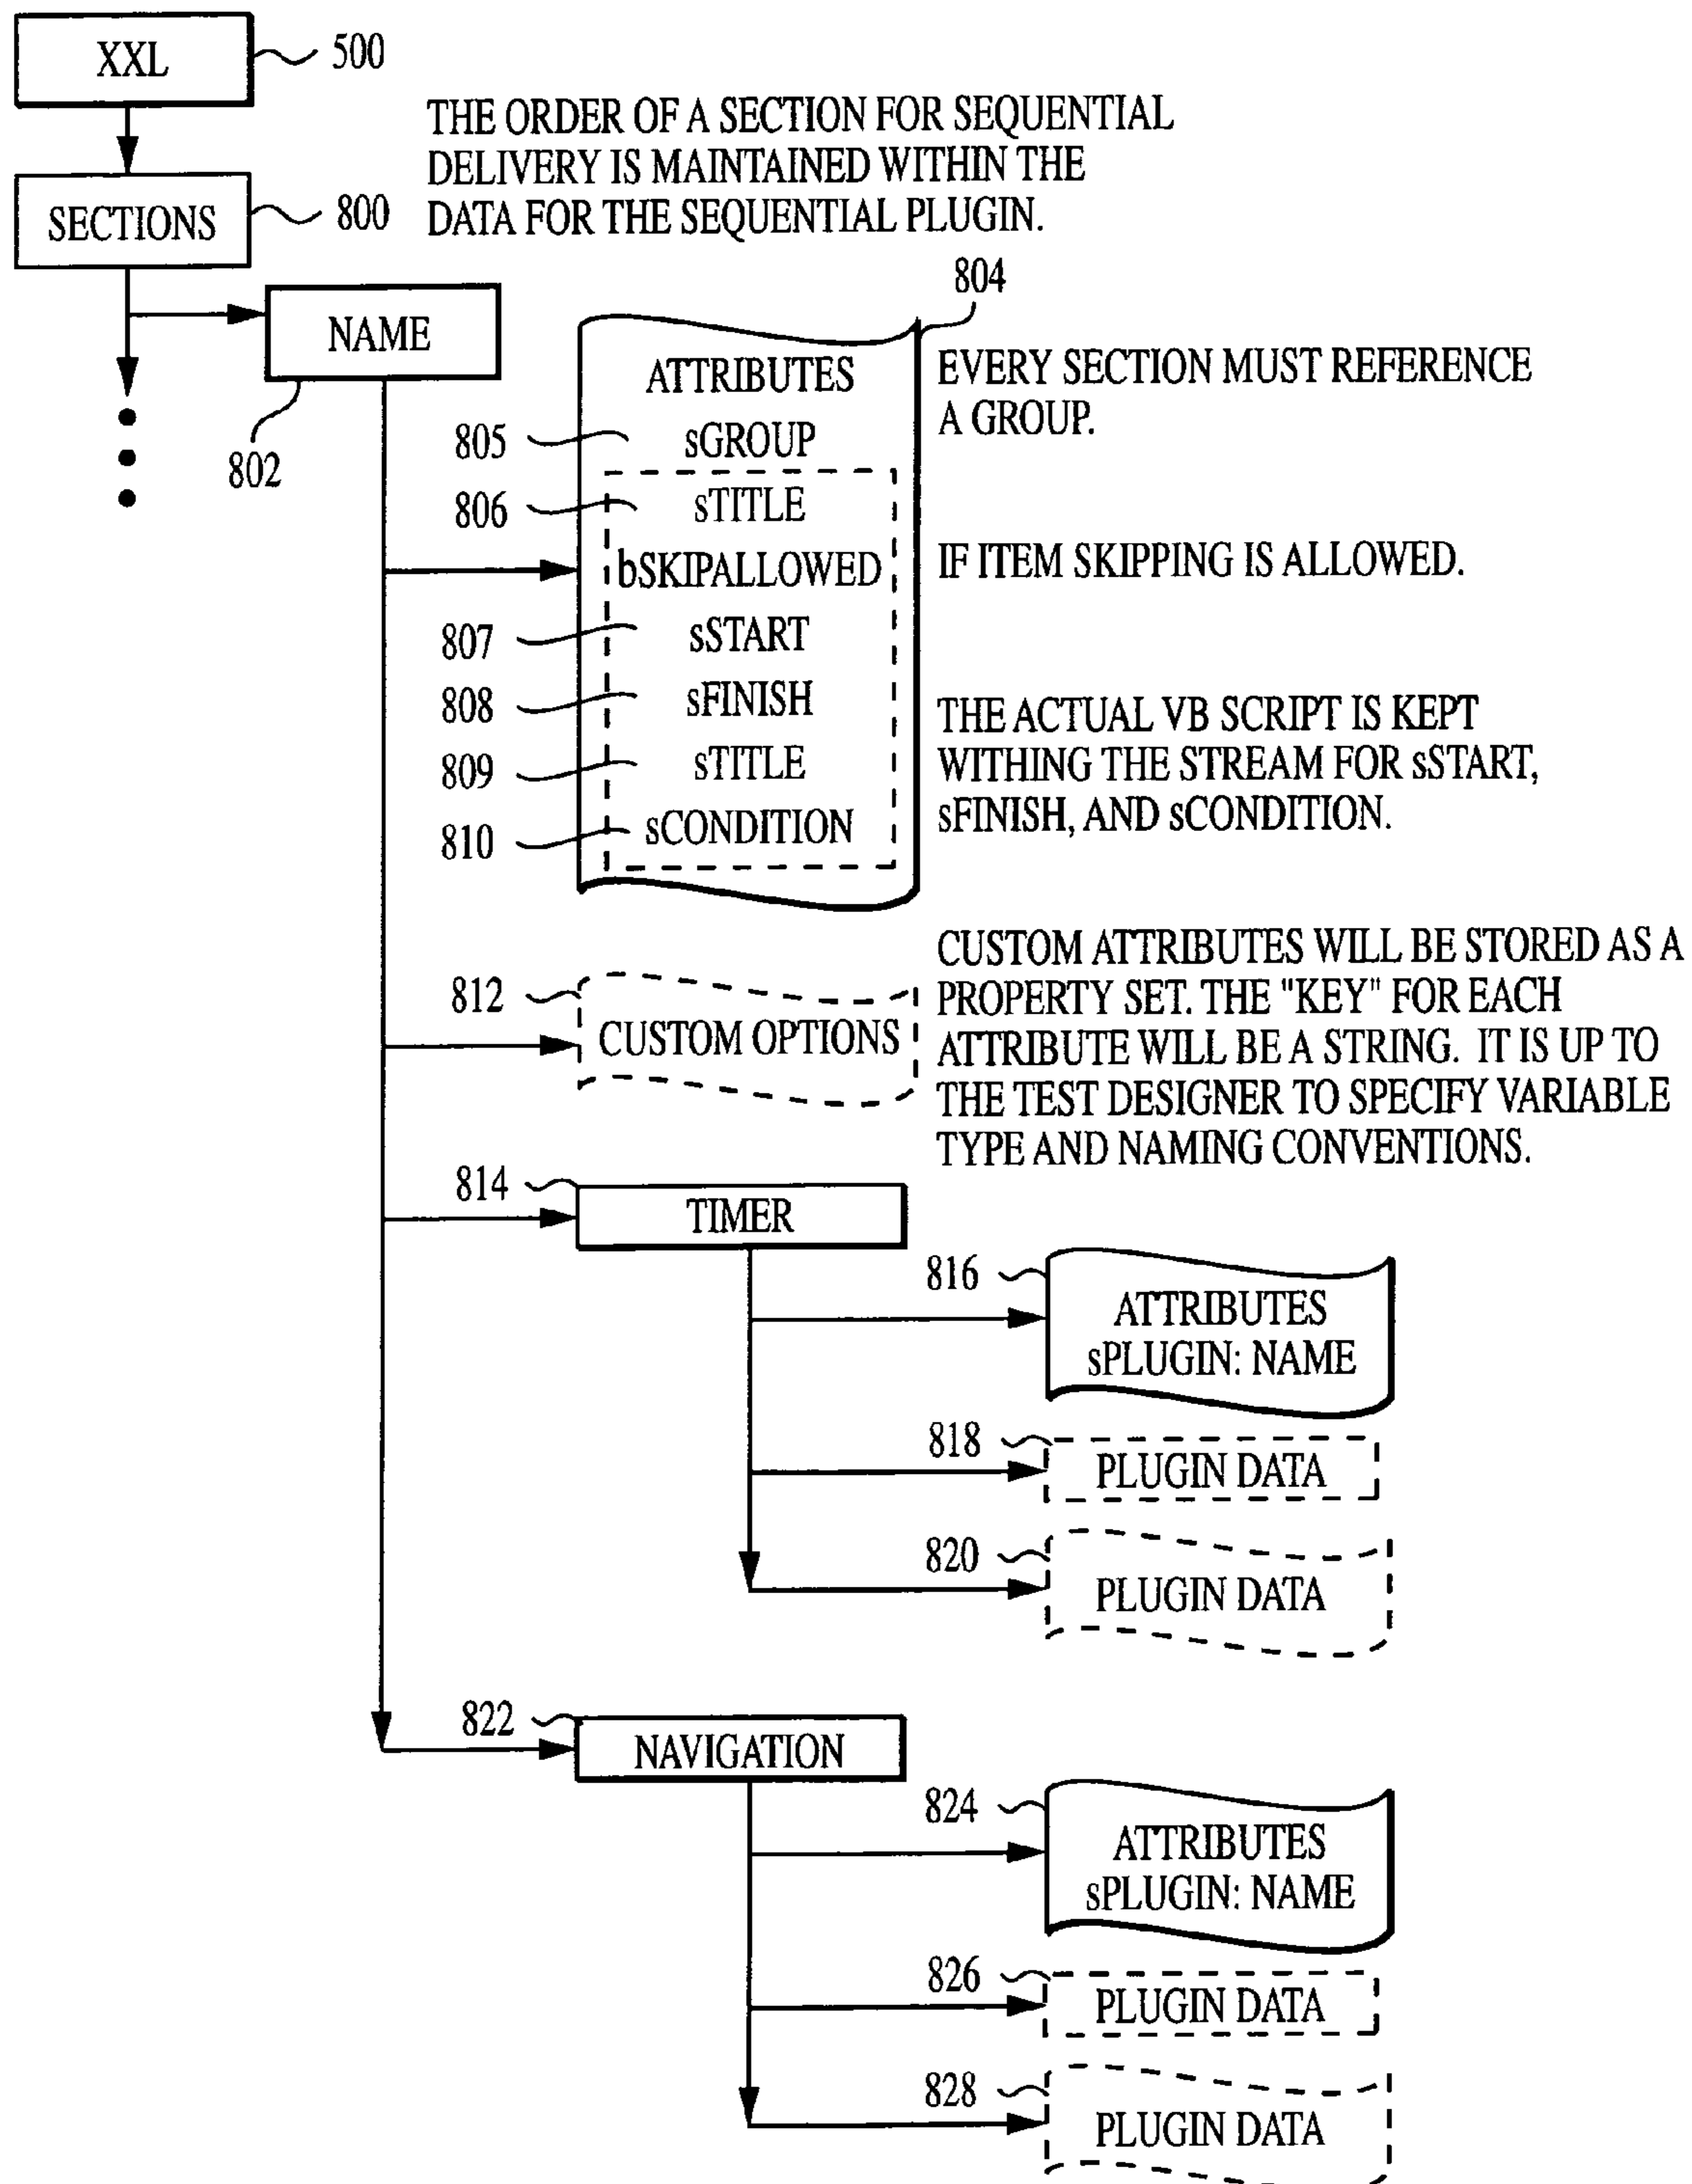 XXL
500
THE ORDER OF A SECTION FOR SEQUENTIAL
DELIVERY IS MAINTAINED WITHIN THE
DATA FOR THE SEQUENTIAL PLUGIN.
SECTIONS
800
NAME
802
804
ATTRIBUTES
EVERY SECTION MUST REFERENCE
A GROUP.
805
sGROUP
806
sTITLE
bSKIPALLOWED
IF ITEM SKIPPING IS ALLOWED.
807
sSTART
808
sFINISH
809
sTITLE
810
sCONDITION
THE ACTUAL VB SCRIPT IS KEPT
WITHING THE STREAM FOR sSTART,
sFINISH, AND sCONDITION.
812
CUSTOM OPTIONS
CUSTOM ATTRIBUTES WILL BE STORED AS A
PROPERTY SET. THE "KEY" FOR EACH
ATTRIBUTE WILL BE A STRING. IT IS UP TO
THE TEST DESIGNER TO SPECIFY VARIABLE
TYPE AND NAMING CONVENTIONS.
814
TIMER
816
ATTRIBUTES
sPLUGIN: NAME
818
PLUGIN DATA
820
PLUGIN DATA
822
NAVIGATION
824
ATTRIBUTES
sPLUGIN: NAME
826
PLUGIN DATA
828
PLUGIN DATA